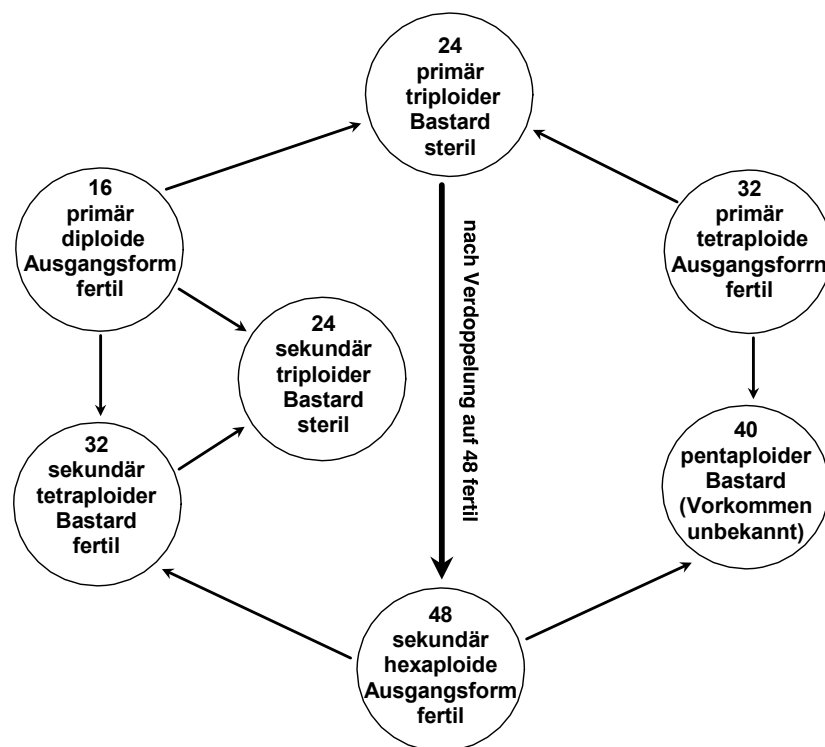 24
primär
triploider
Bastard
steril
16
primär
diploide
Ausgangsform
fertil
32
primär
tetraploide
Ausgangsforrn
fertil
nach Verdoppelung auf 48 fertil
24
sekundär
triploider
Bastard
steril
32
sekundär
tetraploider
Bastard
fertil
40
pentaploider
Bastard
(Vorkommen
unbekannt)
48
sekundär
hexaploide
Ausgangsform
fertil